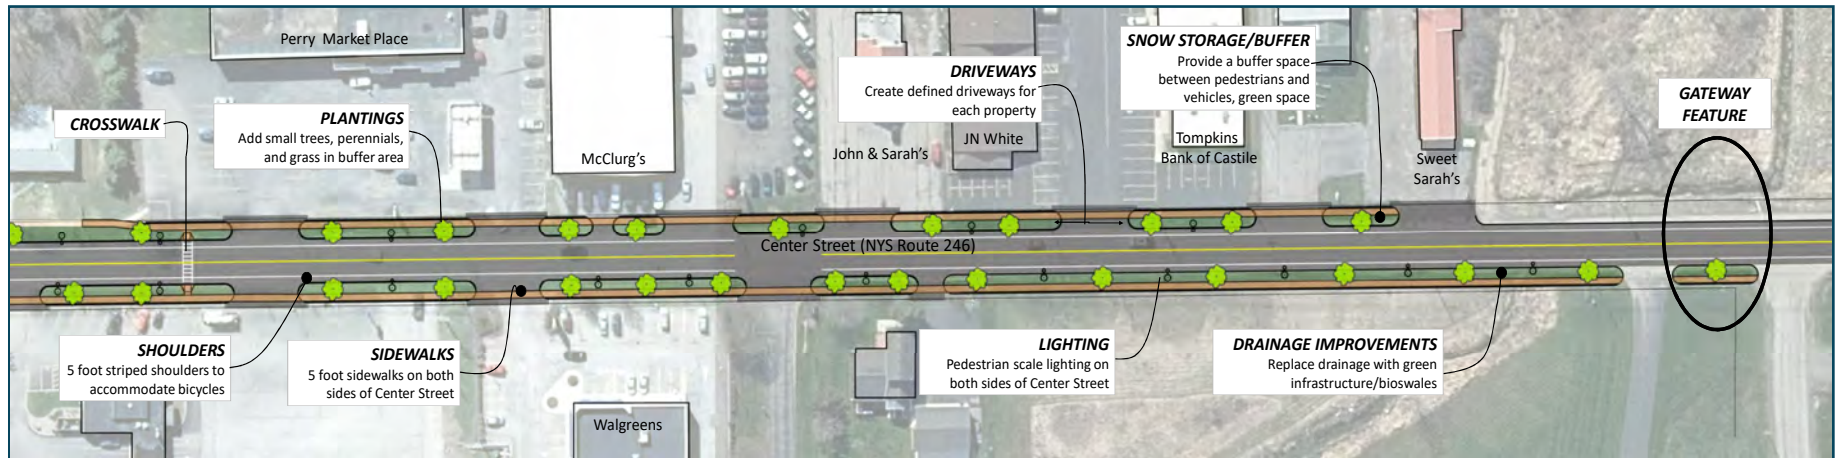 Perry Market Place
CROSSWALK
PLANTINGS
Add small trees, perennials,
and grass in buffer area
McClurg's
John & Sarah's
DRIVEWAYS
Create defined driveways for
each property
JN White
SNOW STORAGE/BUFFER
Provide a buffer space
between pedestrians and
vehicles, green space
Tompkins
Bank of Castile
Sweet
Sarah's
GATEWAY
FEATURE
Center Street (NYS Route 246)
SHOULDERS
5 foot striped shoulders to
accommodate bicycles
SIDEWALKS
5 foot sidewalks on both
sides of Center Street
Walgreens
LIGHTING
Pedestrian scale lighting on
both sides of Center Street
DRAINAGE IMPROVEMENTS
Replace drainage with green
infrastructure/bioswales